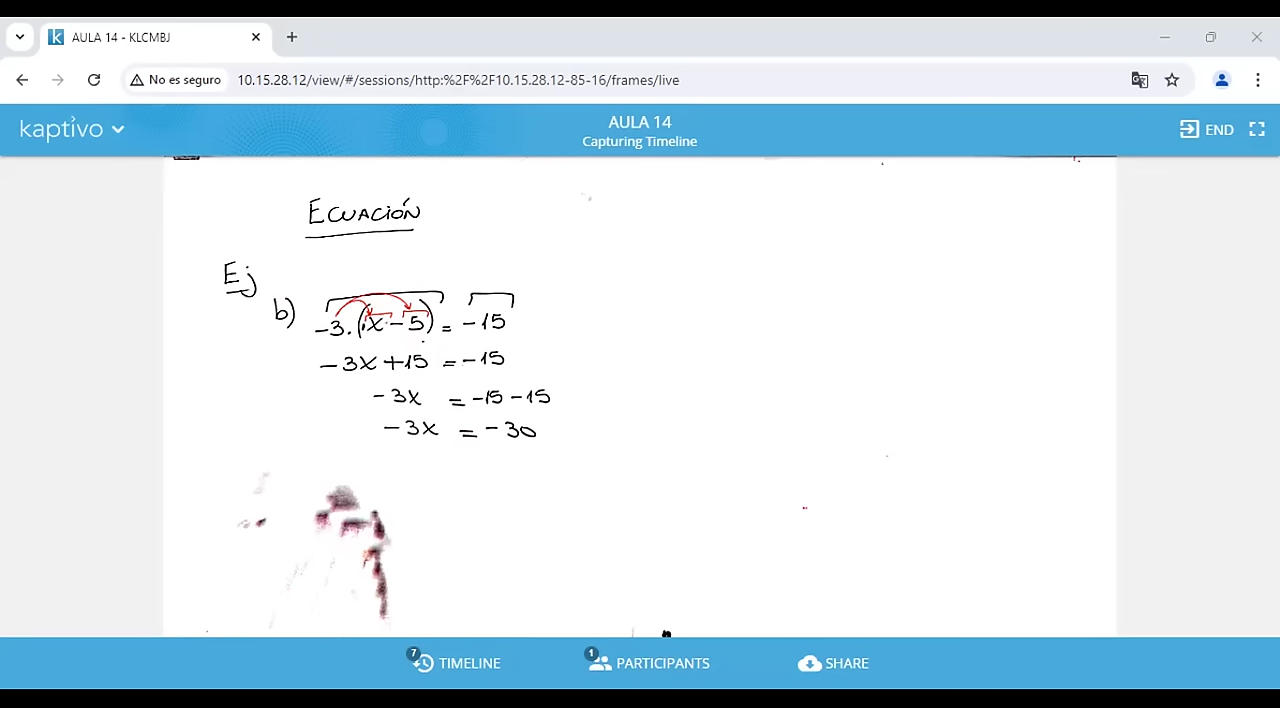 AULA 14 - KLCMBJ
No es seguro 10.15.28.12/view/#/sessions/http:%2F%2F10.15.28.12-85-16/frames/live
kaptivo
AULA 14
Capturing Timeline
END
ECUACIÓN
Ej
b) -3.(x-5) = -15
-3x+15 = -15
-3x = -15-15
-3x = -30
7 TIMELINE
1 PARTICIPANTS
SHARE